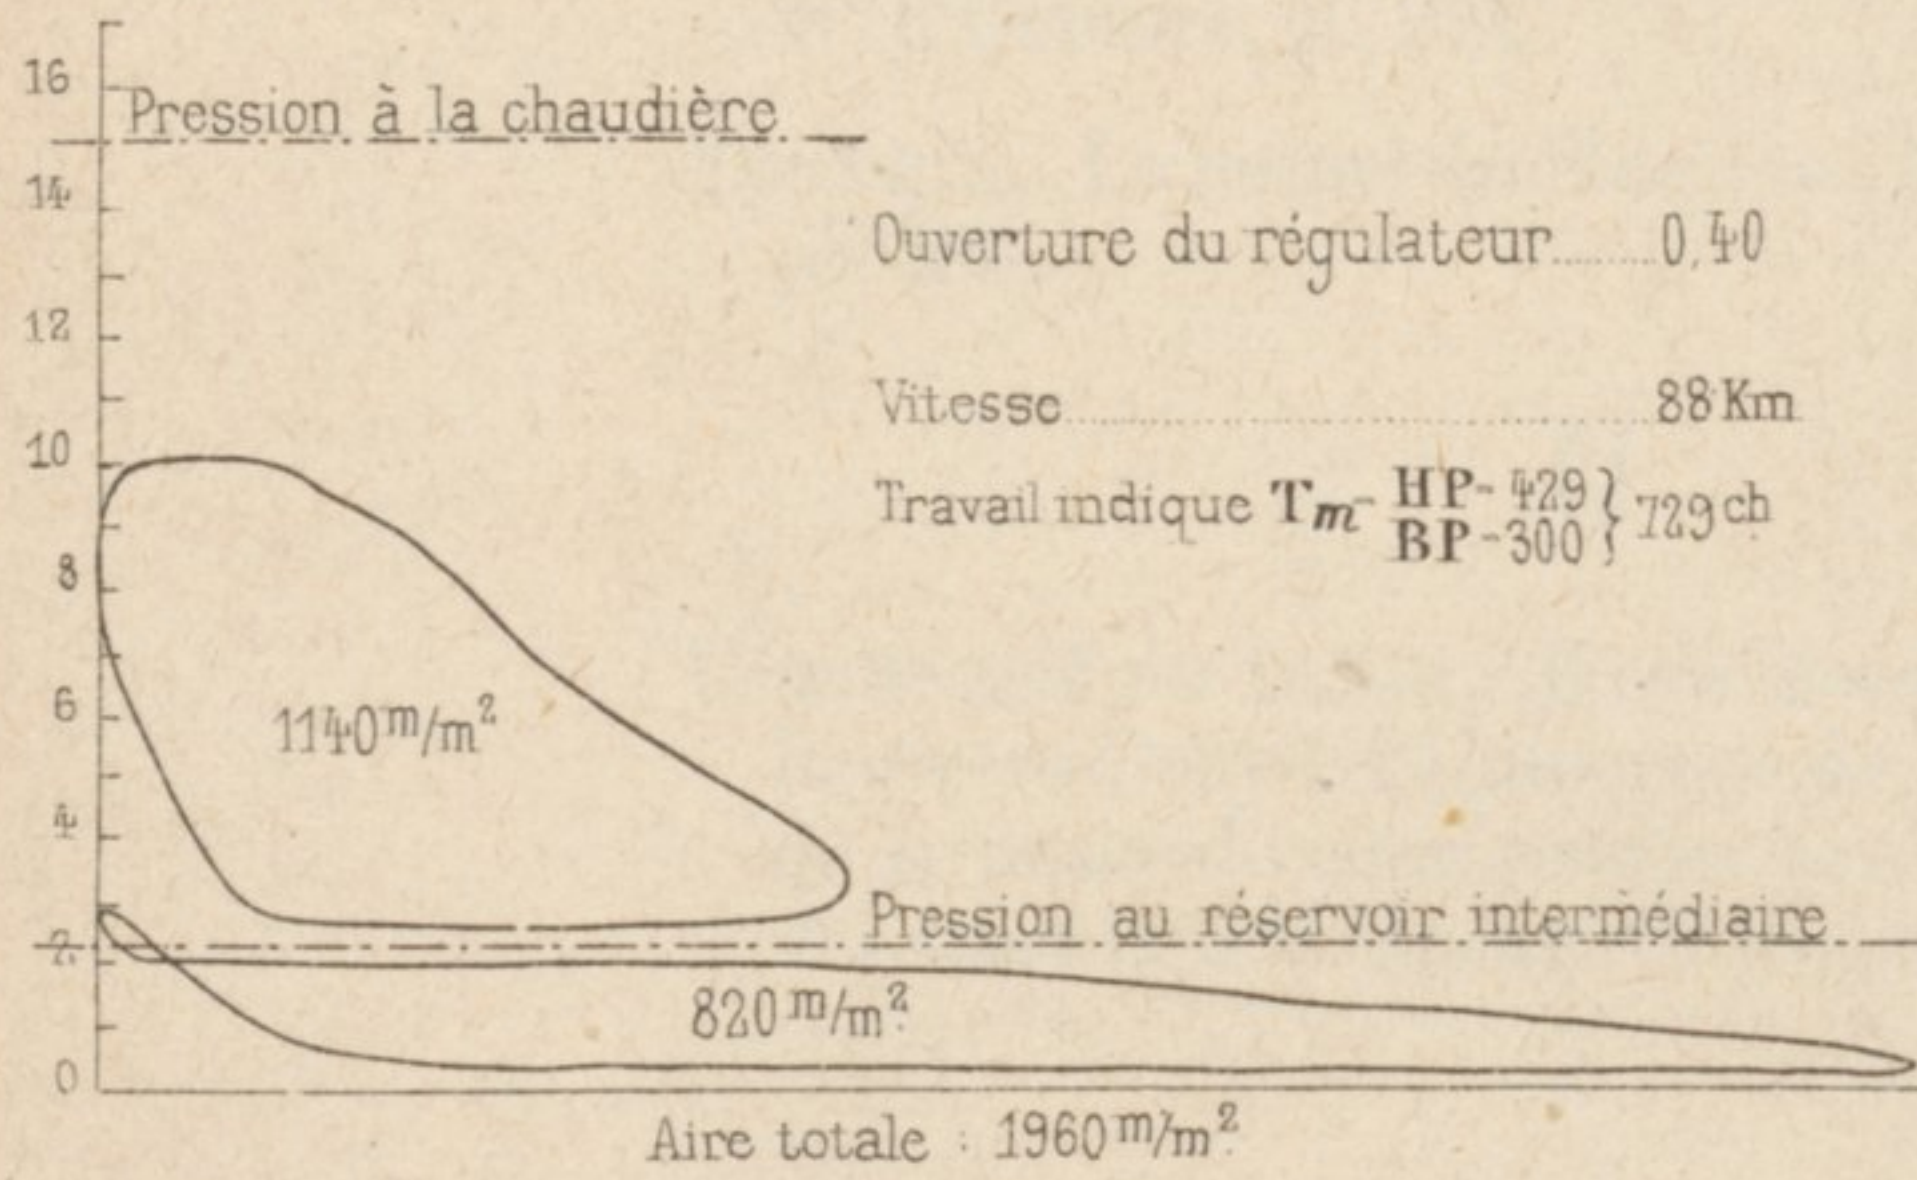 16
Pression à la chaudière
14
Ouverture du régulateur........0,40
12
Vitesse........88 Km
10
Travail indique Tm- HP-429 } 729 ch
BP-300
8
6
1140 m/m²
4
Pression au réservoir intermédiaire
2
820 m/m²
0
Aire totale : 1960 m/m²